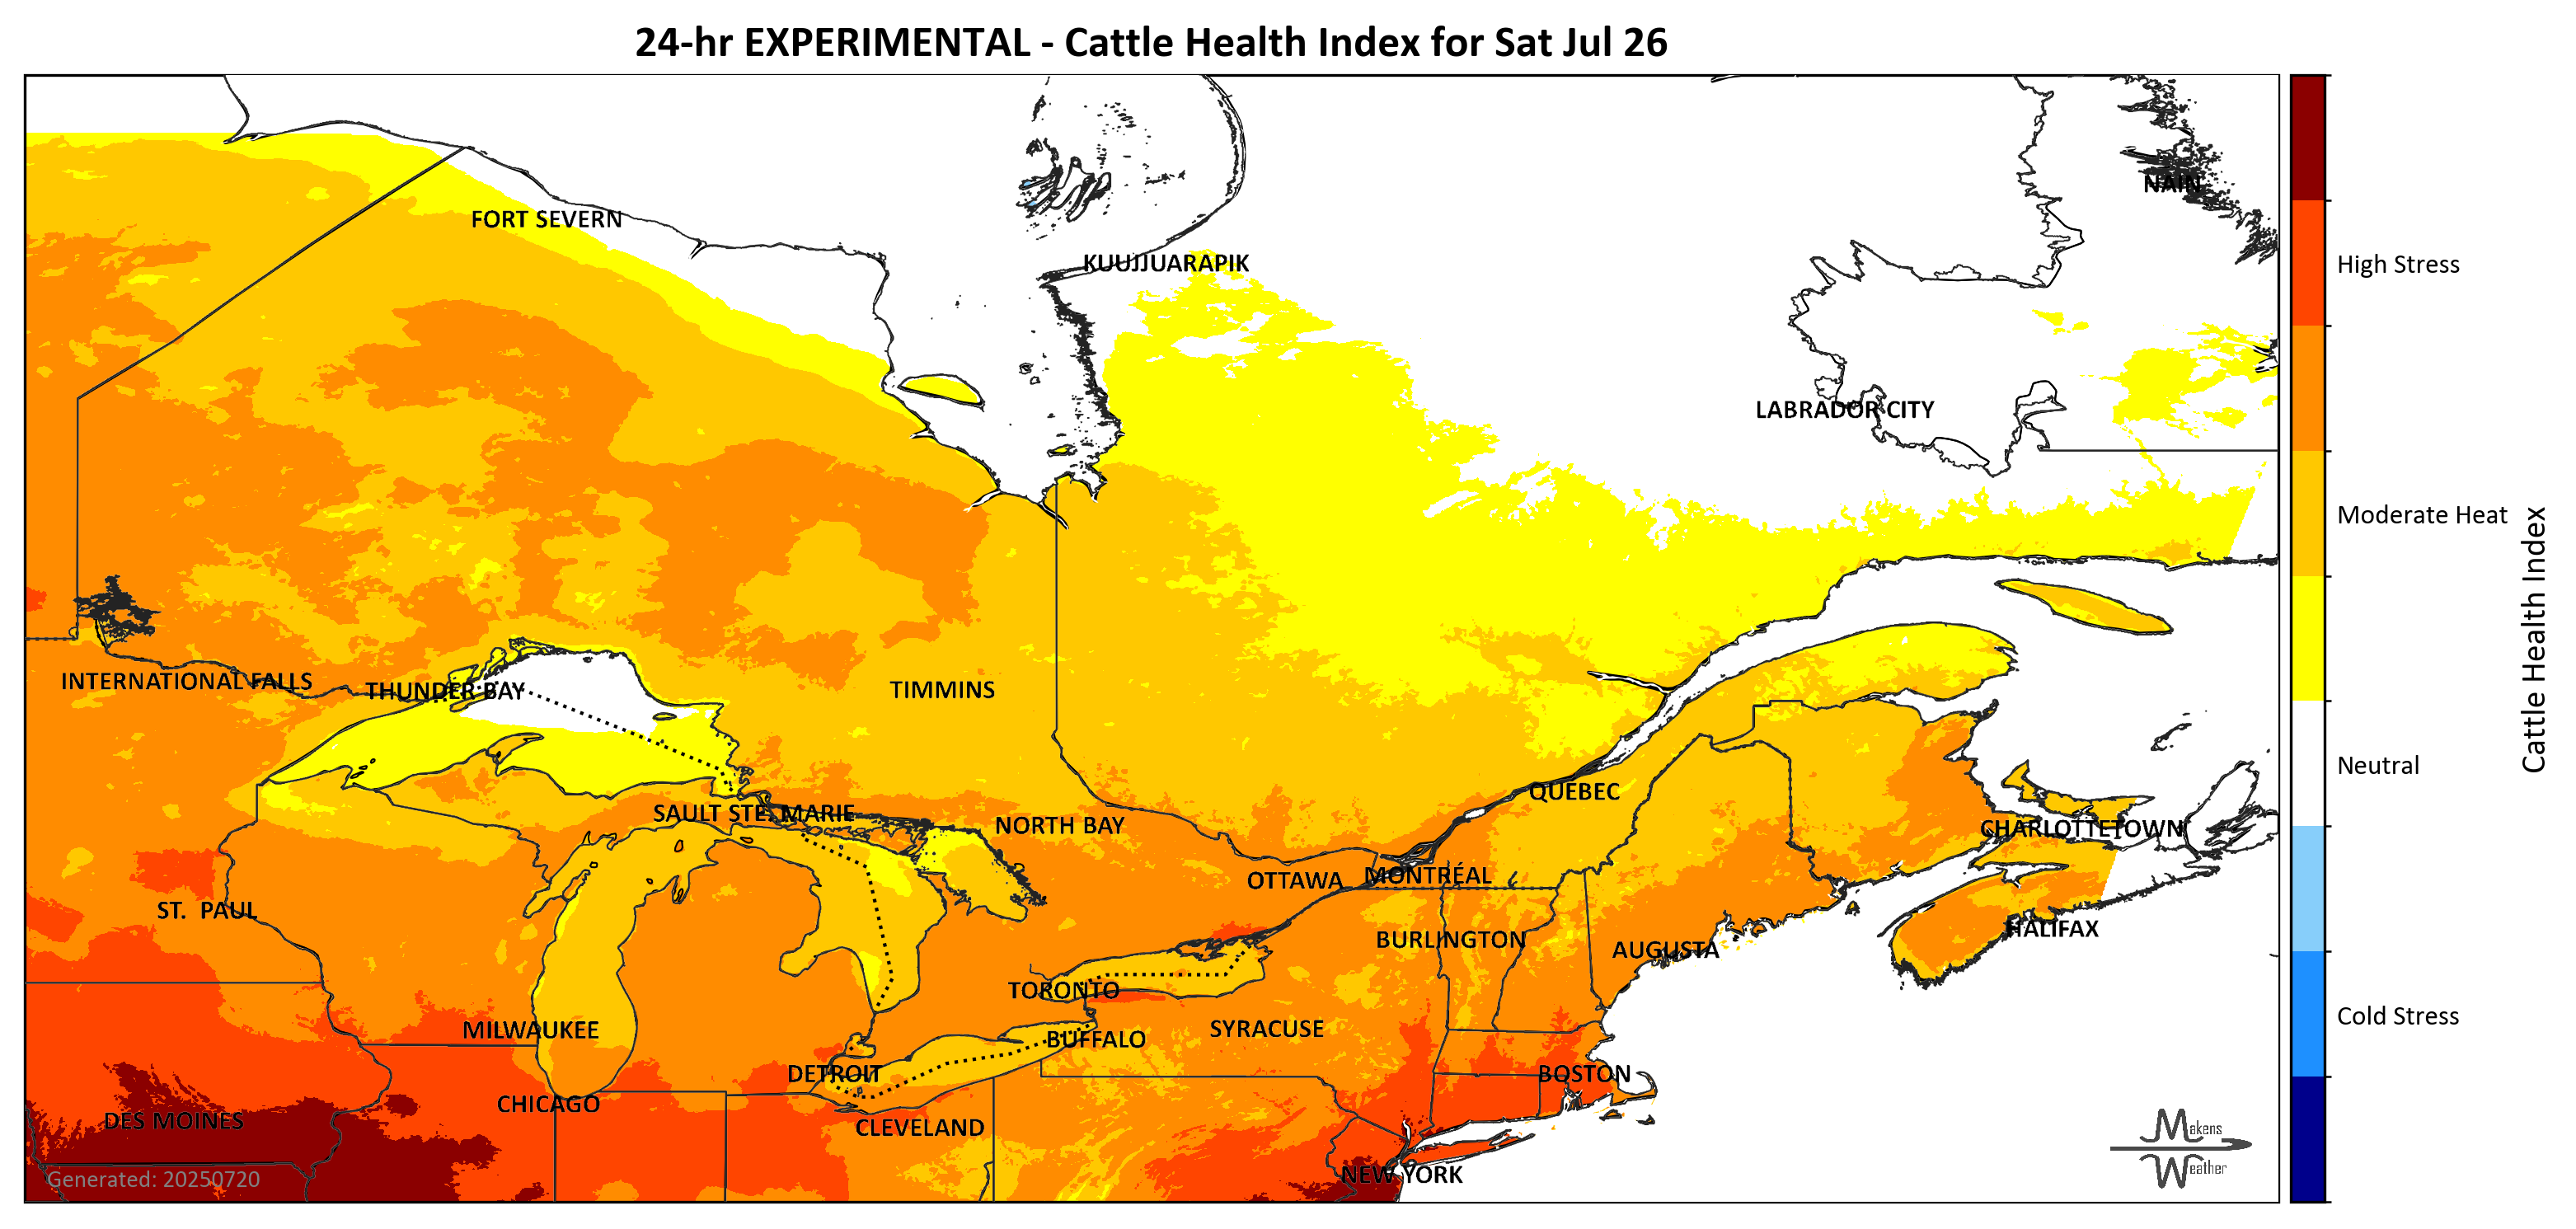 24-hr EXPERIMENTAL - Cattle Health Index for Sat Jul 26
NAIN
FORT SEVERN
KUUJJUARAPIK
High Stress
LABRADOR CITY
Moderate Heat
INTERNATIONAL FALLS
THUNDER BAY
TIMMINS
Cattle Health Index
Neutral
QUEBEC
SAULT STE. MARIE
NORTH BAY
CHARLOTTETOWN
OTTAWA
MONTRÉAL
ST. PAUL
HALIFAX
BURLINGTON
AUGUSTA
TORONTO
Cold Stress
MILWAUKEE
SYRACUSE
BUFFALO
DETROIT
BOSTON
CHICAGO
DES MOINES
CLEVELAND
Makens
Weather
NEW YORK
Generated: 20250720